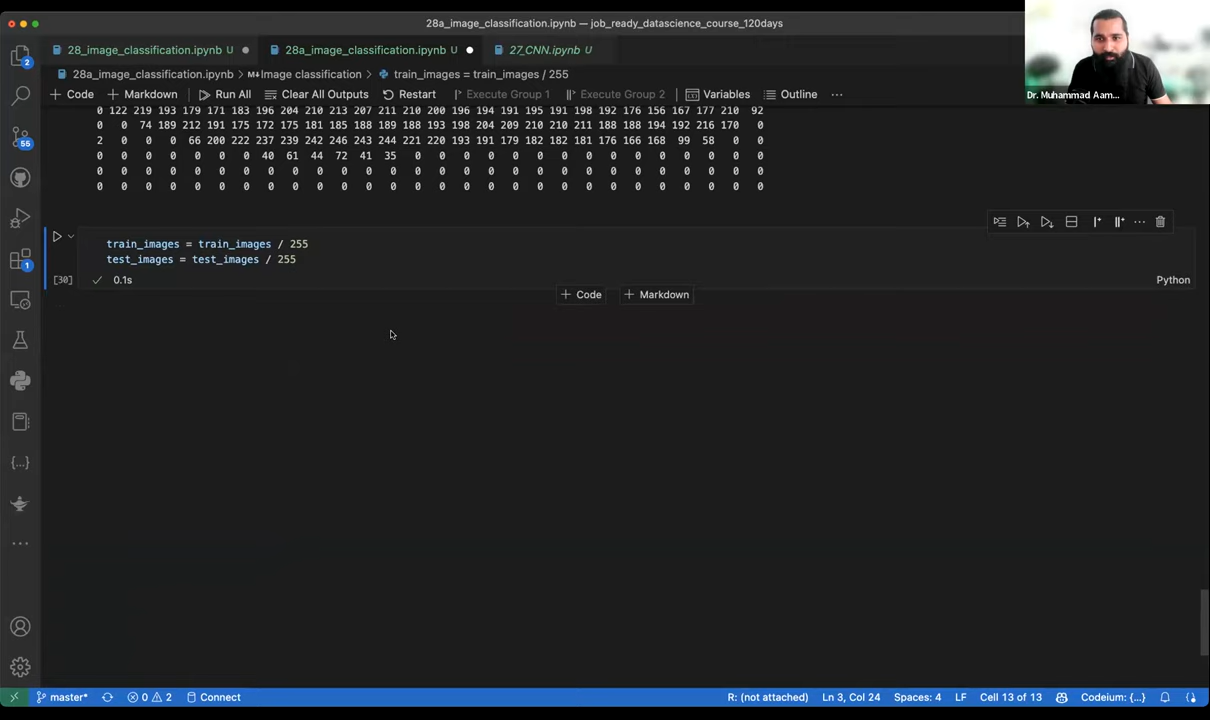 28a_image_classification.ipynb — job_ready_datascience_course_120days
28_image_classification.ipynb U
28a_image_classification.ipynb U
27_CNN.ipynb U
28a_image_classification.ipynb > M↓Image classification > train_images = train_images / 255
+ Code + Markdown Run All Clear All Outputs Restart Execute Group 1 Execute Group 2 Variables Outline ...
Dr. Muhammad Aam...
0 122 219 193 179 171 183 196 204 210 213 207 211 210 200 196 194 191 195 191 198 192 176 156 167 177 210 92
0 0 74 189 212 191 175 172 175 181 185 188 189 188 193 198 204 209 210 210 211 188 188 194 192 216 170 0
2 0 0 0 66 200 222 237 239 242 246 243 244 221 220 193 191 179 182 182 181 176 166 168 99 58 0 0
0 0 0 0 0 0 0 40 61 44 72 41 35 0 0 0 0 0 0 0 0 0 0 0 0 0 0 0
0 0 0 0 0 0 0 0 0 0 0 0 0 0 0 0 0 0 0 0 0 0 0 0 0 0 0 0
0 0 0 0 0 0 0 0 0 0 0 0 0 0 0 0 0 0 0 0 0 0 0 0 0 0 0 0
train_images = train_images / 255
test_images = test_images / 255
[30] ✓ 0.1s
Python
+ Code + Markdown
2
55
1
master* 0 2 Connect
R: (not attached) Ln 3, Col 24 Spaces: 4 LF Cell 13 of 13 Codeium: {...}